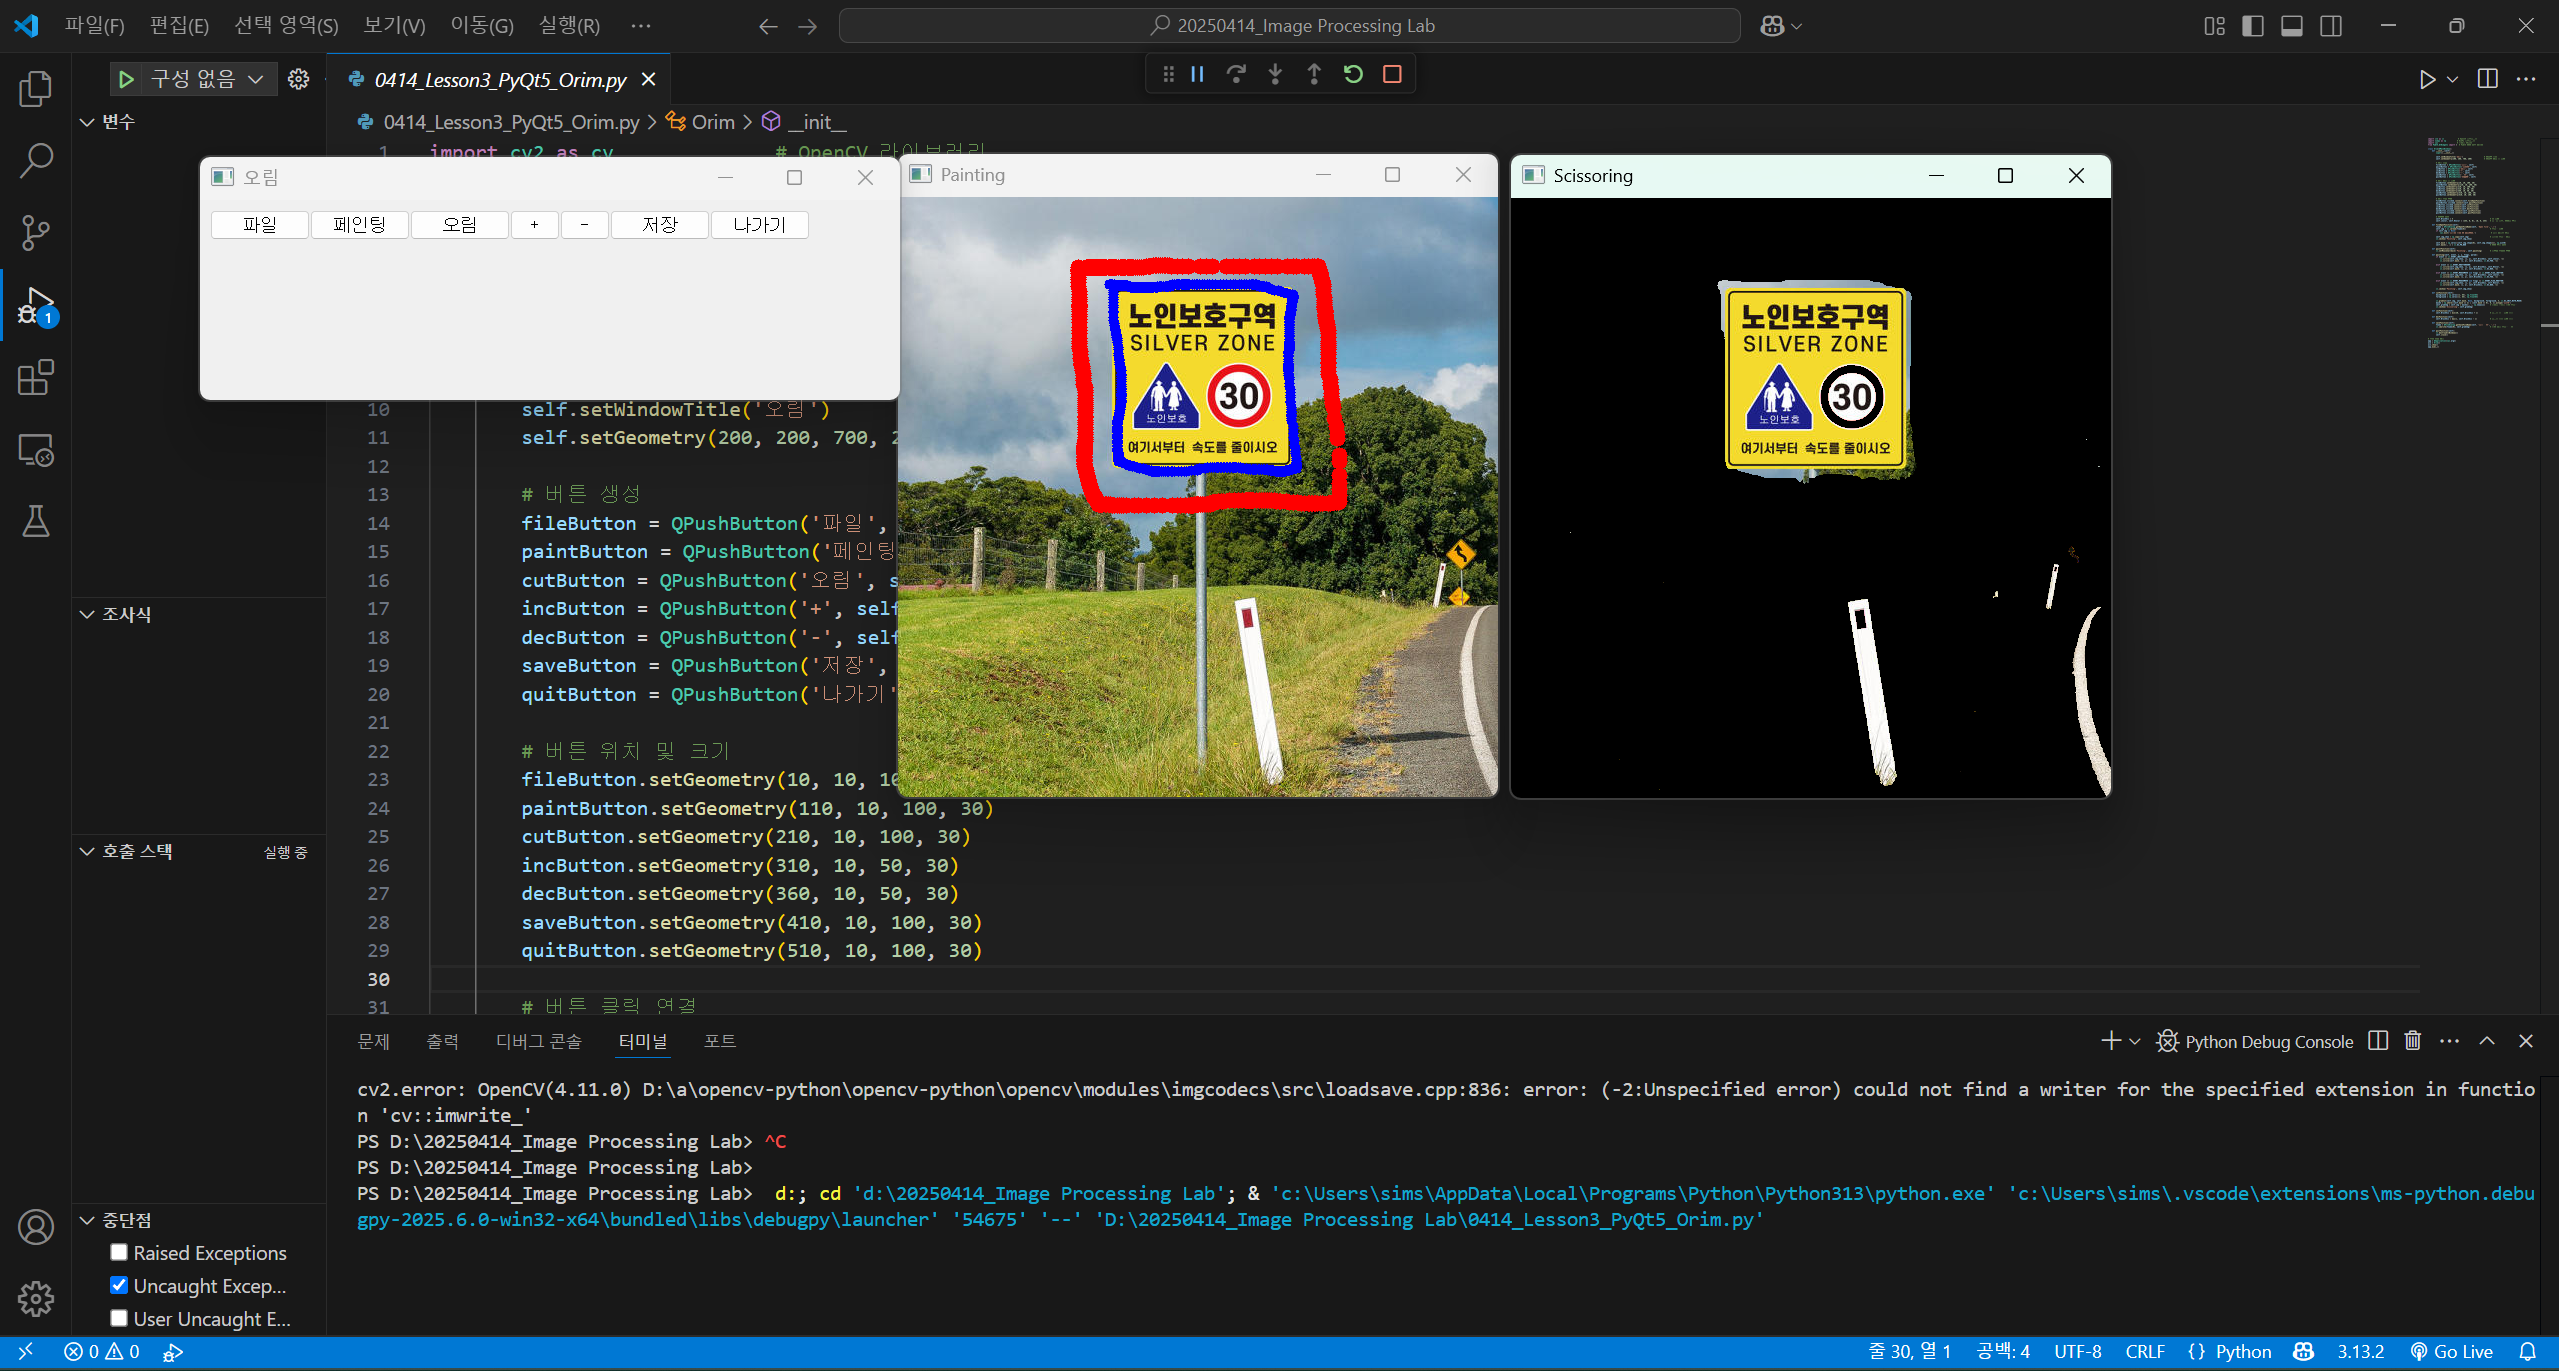 파일(F) 편집(E) 선택 영역(S) 보기(V) 이동(G) 실행(R) ··· 20250414_Image Processing Lab
구성 없음
0414_Lesson3_PyQt5_Orim.py
변수
0414_Lesson3_PyQt5_Orim.py > Orim > __init__
1 import cv2 as cv # OpenCV 라이브러리
오림
파일 페인팅 오림 + - 저장 나가기
Painting
노인보호구역
SILVER ZONE
30
노인보호
여기서부터 속도를 줄이시오
Scissoring
노인보호구역
SILVER ZONE
30
노인보호
여기서부터 속도를 줄이시오
10 self.setWindowTitle('오림')
11 self.setGeometry(200, 200, 700, 2
12
13 # 버튼 생성
14 fileButton = QPushButton('파일',
15 paintButton = QPushButton('페인팅
16 cutButton = QPushButton('오림', s
17 incButton = QPushButton('+', self
18 decButton = QPushButton('-', self
19 saveButton = QPushButton('저장',
20 quitButton = QPushButton('나가기'
21
22 # 버튼 위치 및 크기
23 fileButton.setGeometry(10, 10, 10
24 paintButton.setGeometry(110, 10, 100, 30)
25 cutButton.setGeometry(210, 10, 100, 30)
26 incButton.setGeometry(310, 10, 50, 30)
27 decButton.setGeometry(360, 10, 50, 30)
28 saveButton.setGeometry(410, 10, 100, 30)
29 quitButton.setGeometry(510, 10, 100, 30)
30
31 # 버튼 클릭 연결
조사식
호출 스택 실행 중
중단점
Raised Exceptions
Uncaught Excep...
User Uncaught E...
1
문제 출력 디버그 콘솔 터미널 포트 Python Debug Console
cv2.error: OpenCV(4.11.0) D:\a\opencv-python\opencv-python\opencv\modules\imgcodecs\src\loadsave.cpp:836: error: (-2:Unspecified error) could not find a writer for the specified extension in functio
n 'cv::imwrite_'
PS D:\20250414_Image Processing Lab> ^C
PS D:\20250414_Image Processing Lab>
PS D:\20250414_Image Processing Lab> d:; cd 'd:\20250414_Image Processing Lab'; & 'c:\Users\sims\AppData\Local\Programs\Python\Python313\python.exe' 'c:\Users\sims\.vscode\extensions\ms-python.debu
gpy-2025.6.0-win32-x64\bundled\libs\debugpy\launcher' '54675' '--' 'D:\20250414_Image Processing Lab\0414_Lesson3_PyQt5_Orim.py'
0 0 줄 30, 열 1 공백: 4 UTF-8 CRLF {} Python 3.13.2 Go Live